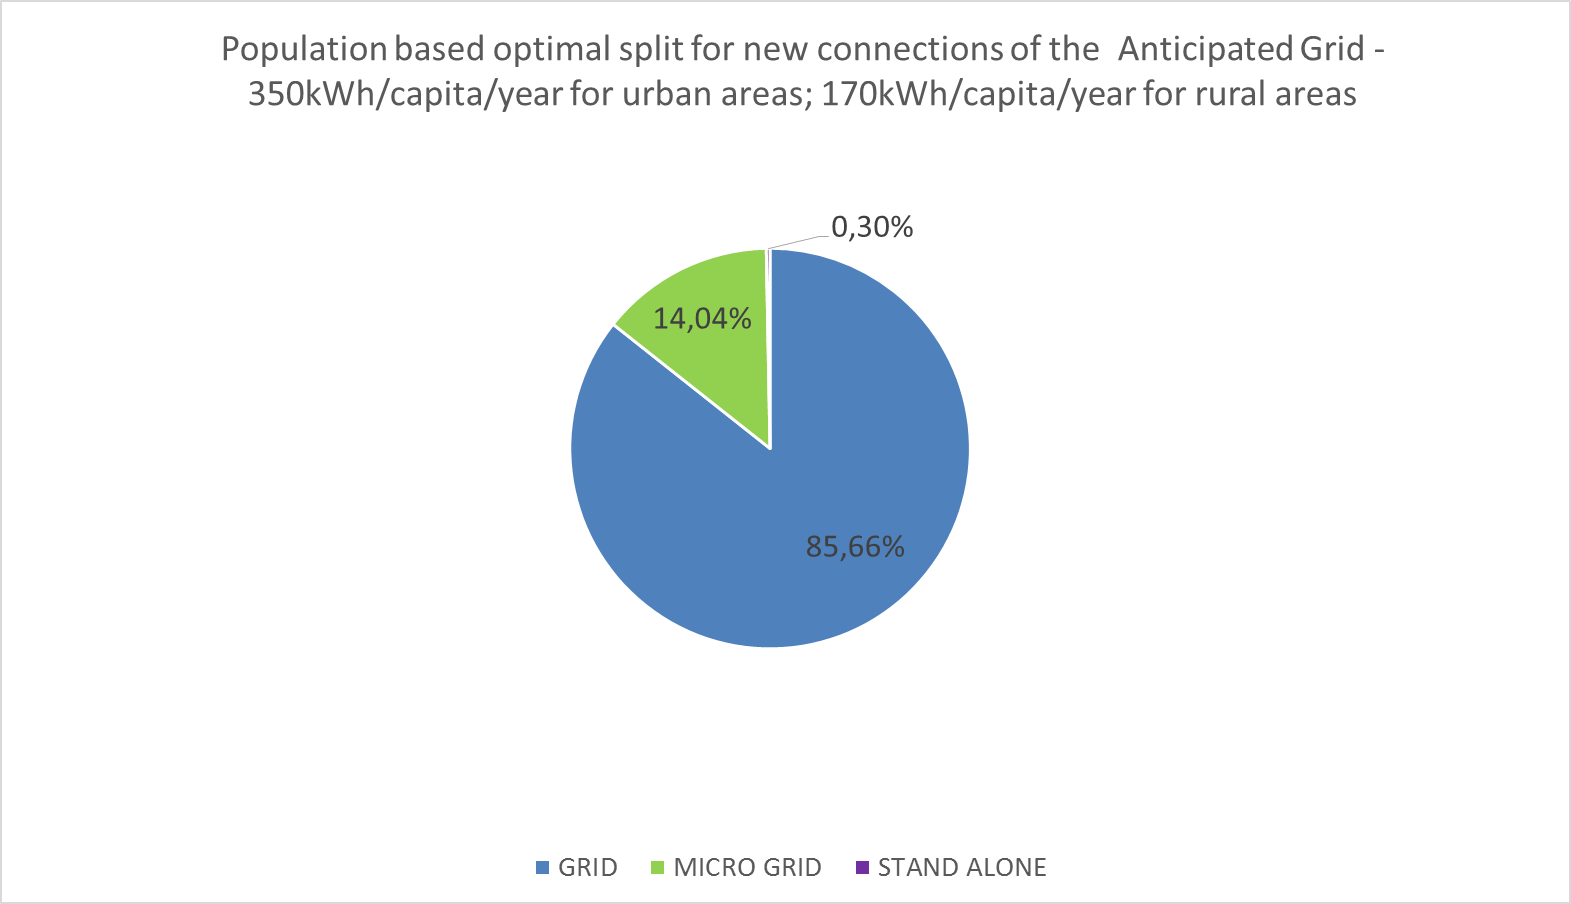 Population based optimal split for new connections of the  Anticipated Grid -
350kWh/capita/year for urban areas; 170kWh/capita/year for rural areas
0,30%
14,04%
85,66%
GRID
MICRO GRID
STAND ALONE